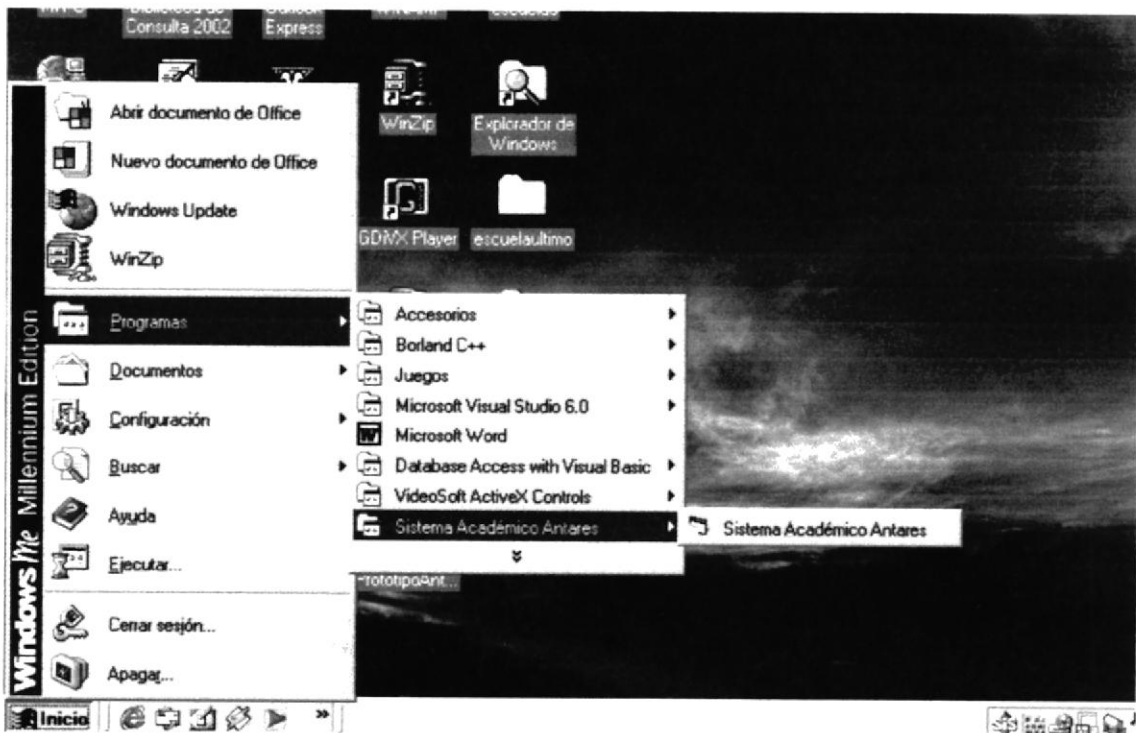 Consulta 2002
Express
WinZip
Explorador de
Windows
GDiVX Player
escuelaultimo
Abrir documento de Office
Nuevo documento de Office
Windows Update
WinZip
Programas
Documentos
Configuración
Buscar
Ayuda
Ejecutar...
Cerrar sesión...
Apagar...
Windows Me Millennium Edition
Accesorios
Borland C++
Juegos
Microsoft Visual Studio 6.0
Microsoft Word
Database Access with Visual Basic
VideoSoft ActiveX Controls
Sistema Académico Antares
Sistema Académico Antares
Inicio